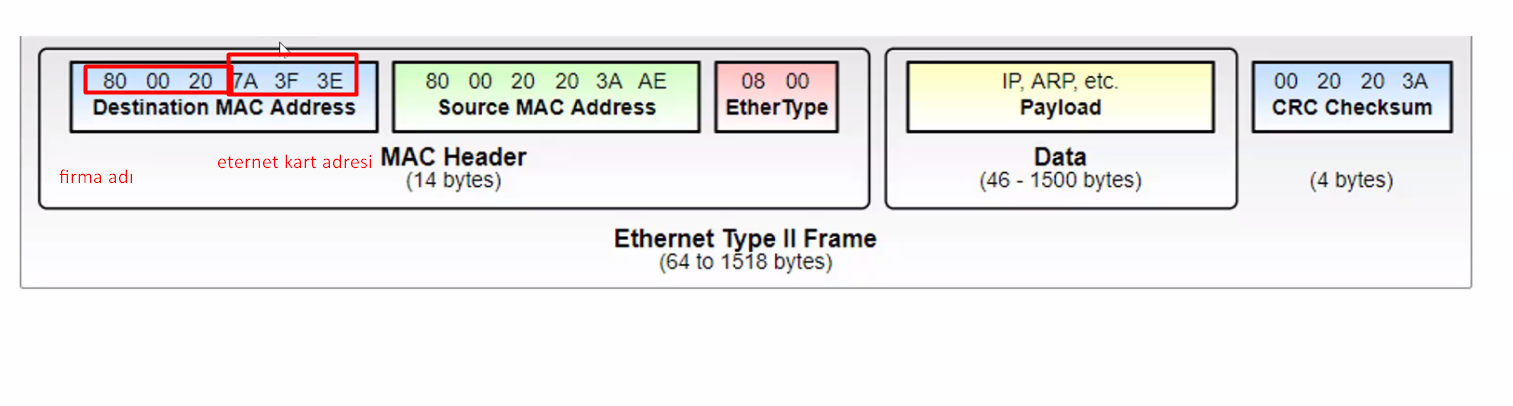 80 00 20 7A 3F 3E
Destination MAC Address
80 00 20 20 3A AE
Source MAC Address
08 00
EtherType
IP, ARP, etc.
Payload
00 20 20 3A
CRC Checksum
firma adı
eternet kart adresi
MAC Header
(14 bytes)
Data
(46 - 1500 bytes)
(4 bytes)
Ethernet Type II Frame
(64 to 1518 bytes)